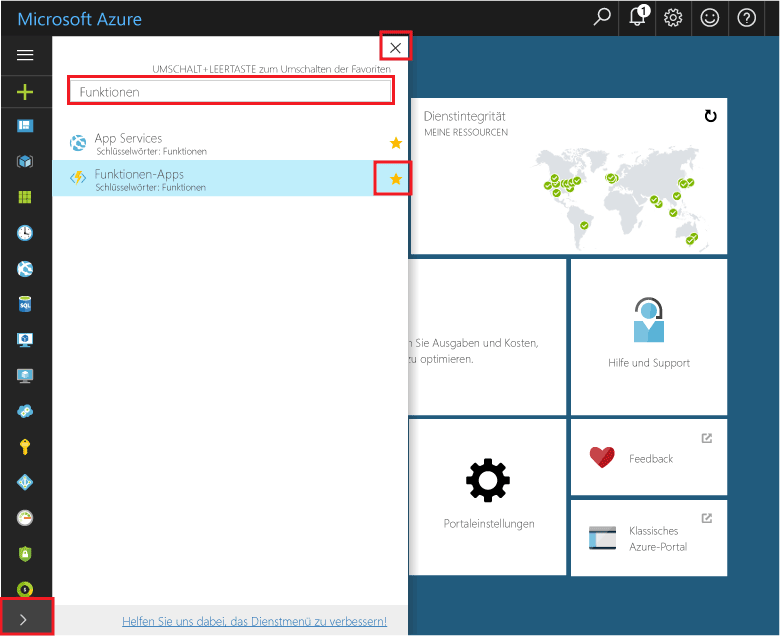 Microsoft Azure
1
UMSCHALT+LEERTASTE zum Umschalten der Favoriten
Funktionen
App Services
Schlüsselwörter: Funktionen
Funktionen-Apps
Schlüsselwörter: Funktionen
Helfen Sie uns dabei, das Dienstmenü zu verbessern!
Dienstintegrität
MEINE RESSOURCEN
n Sie Ausgaben und Kosten,
zu optimieren.
Hilfe und Support
Portaleinstellungen
Feedback
Klassisches
Azure-Portal
SQL